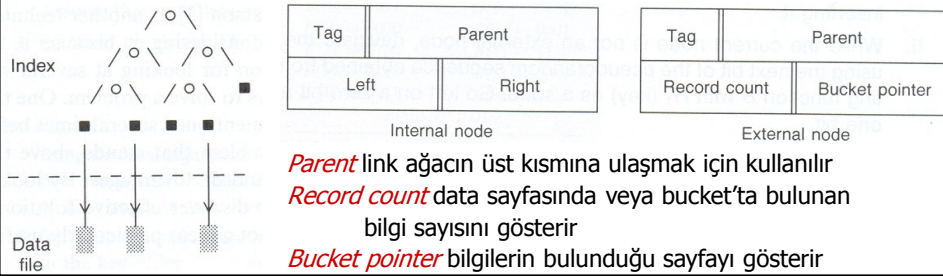 Index
Data
file
Tag Parent
Left Right
Internal node
Tag Parent
Record count Bucket pointer
External node
Parent link ağacın üst kısmına ulaşmak için kullanılır
Record count data sayfasında veya bucket’ta bulunan
bilgi sayısını gösterir
Bucket pointer bilgilerin bulunduğu sayfayı gösterir